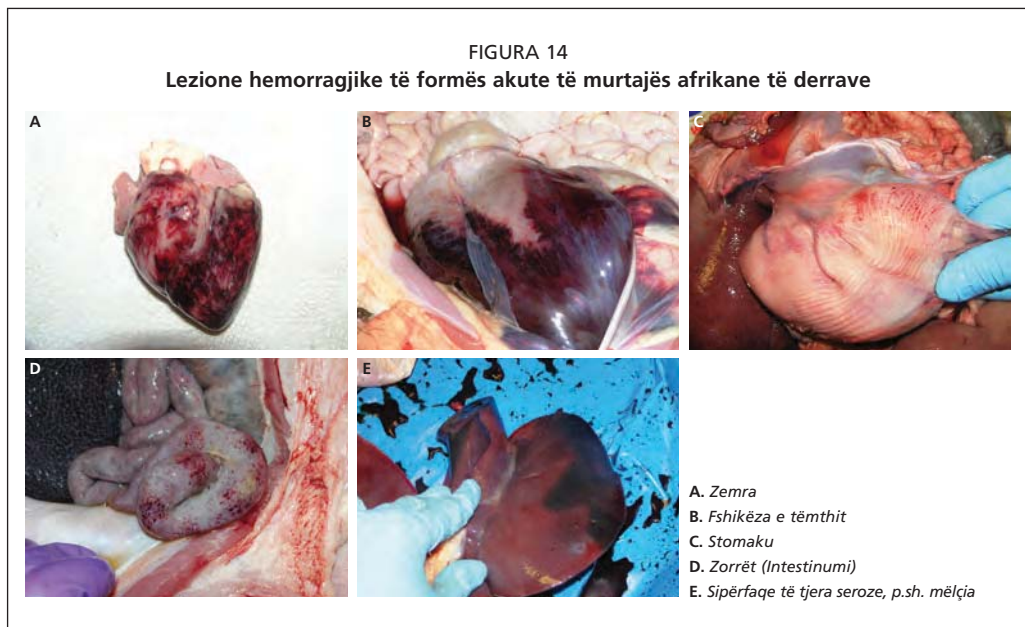 FIGURA 14
Lezione hemorragjike të formës akute të murtajës afrikane të derrave
A
B
C
D
E
A. Zemra
B. Fshikëza e tëmthit
C. Stomaku
D. Zorrët (Intestinumi)
E. Sipërfaqe të tjera seroze, p.sh. mëlçia